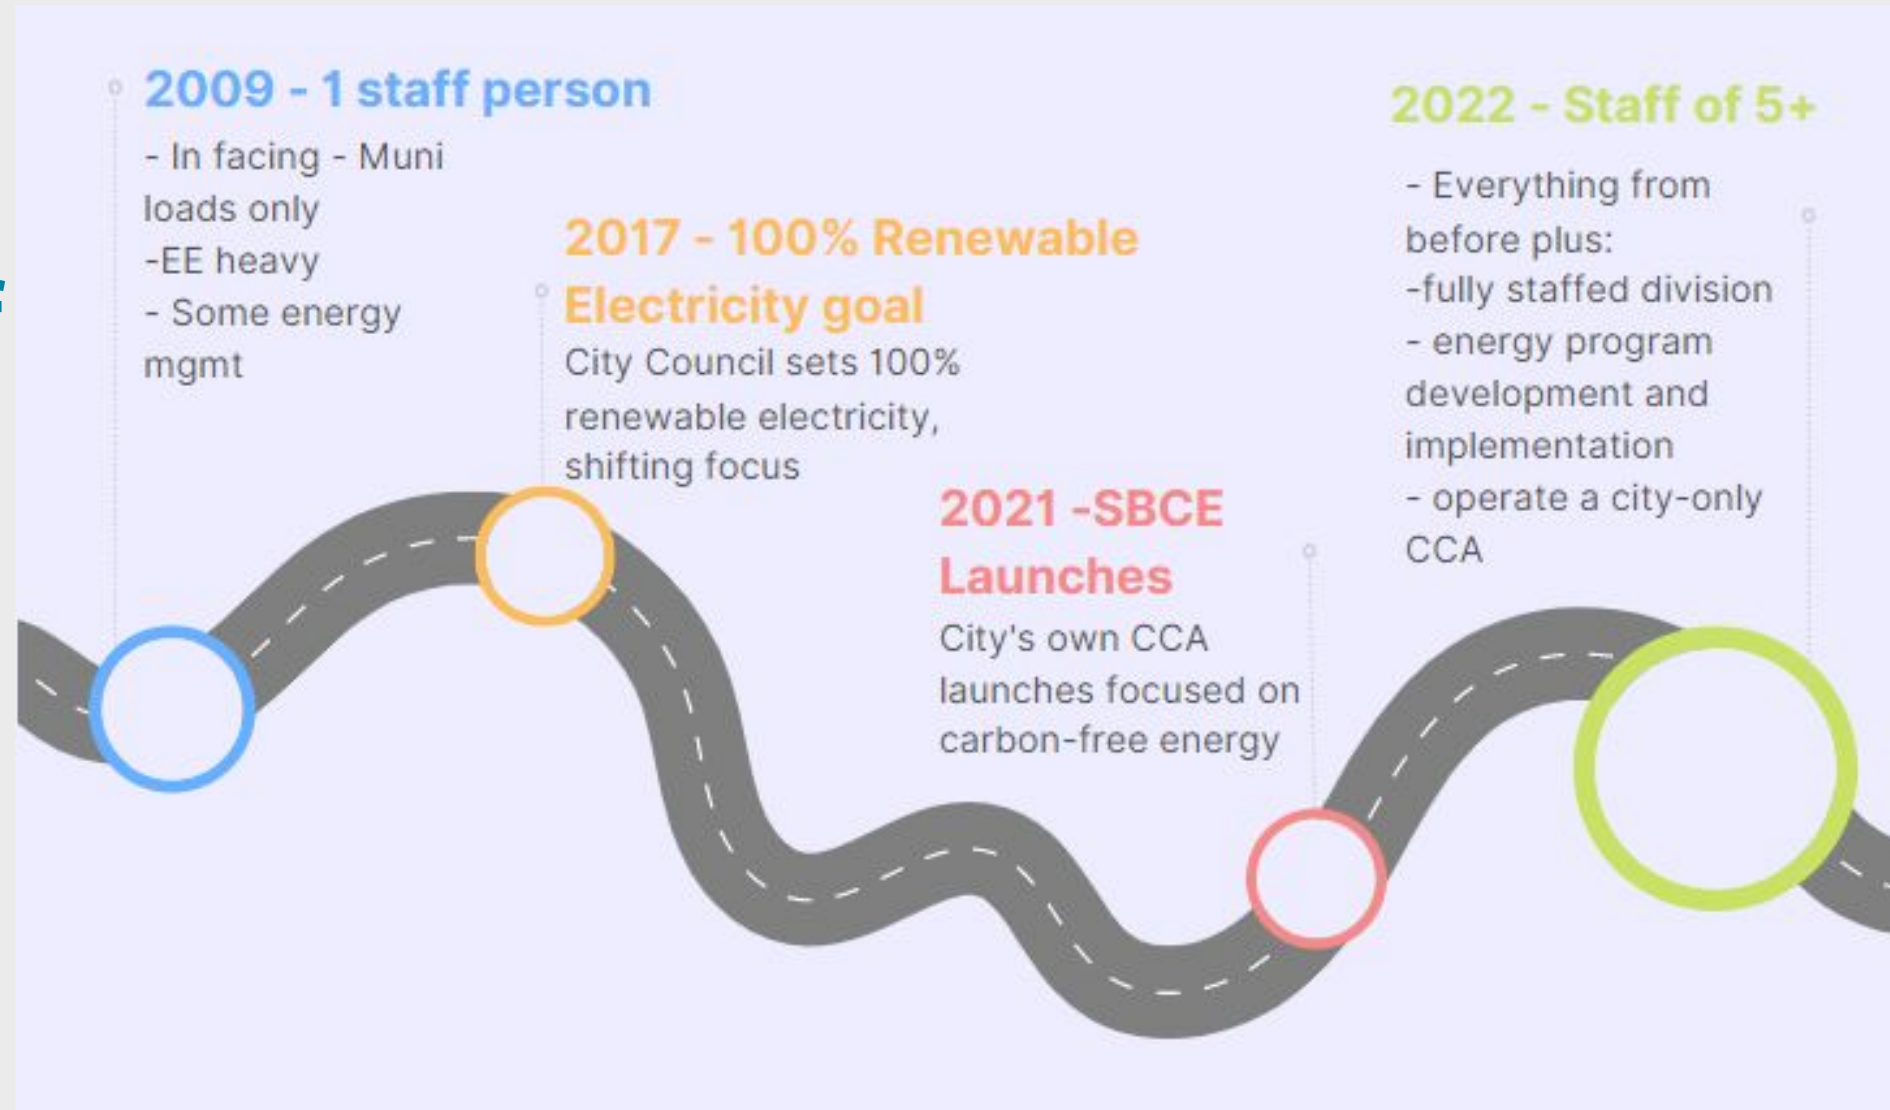 2009 - 1 staff person
- In facing - Muni
loads only
-EE heavy
- Some energy
mgmt
2017 - 100% Renewable
Electricity goal
City Council sets 100%
renewable electricity,
shifting focus
2021 -SBCE
Launches
City's own CCA
launches focused on
carbon-free energy
2022 - Staff of 5+
- Everything from
before plus:
-fully staffed division
- energy program
development and
implementation
- operate a city-only
CCA